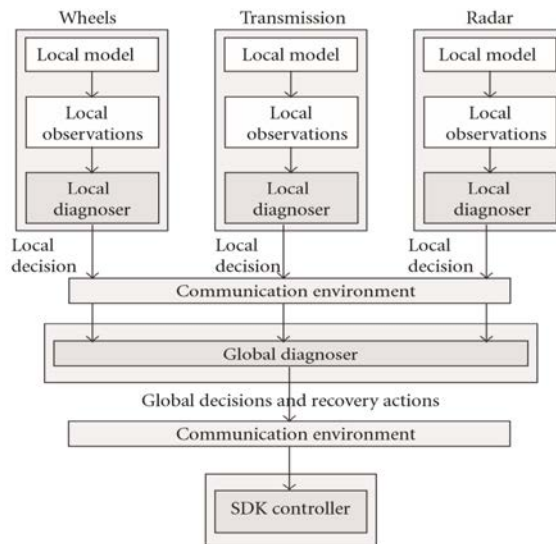 Wheels
Transmission
Radar
Local model
Local model
Local model
Local
observations
Local
observations
Local
observations
Local
diagnoser
Local
diagnoser
Local
diagnoser
Local
decision
Local
decision
Local
decision
Communication environment
Global diagnoser
Global decisions and recovery actions
Communication environment
SDK controller